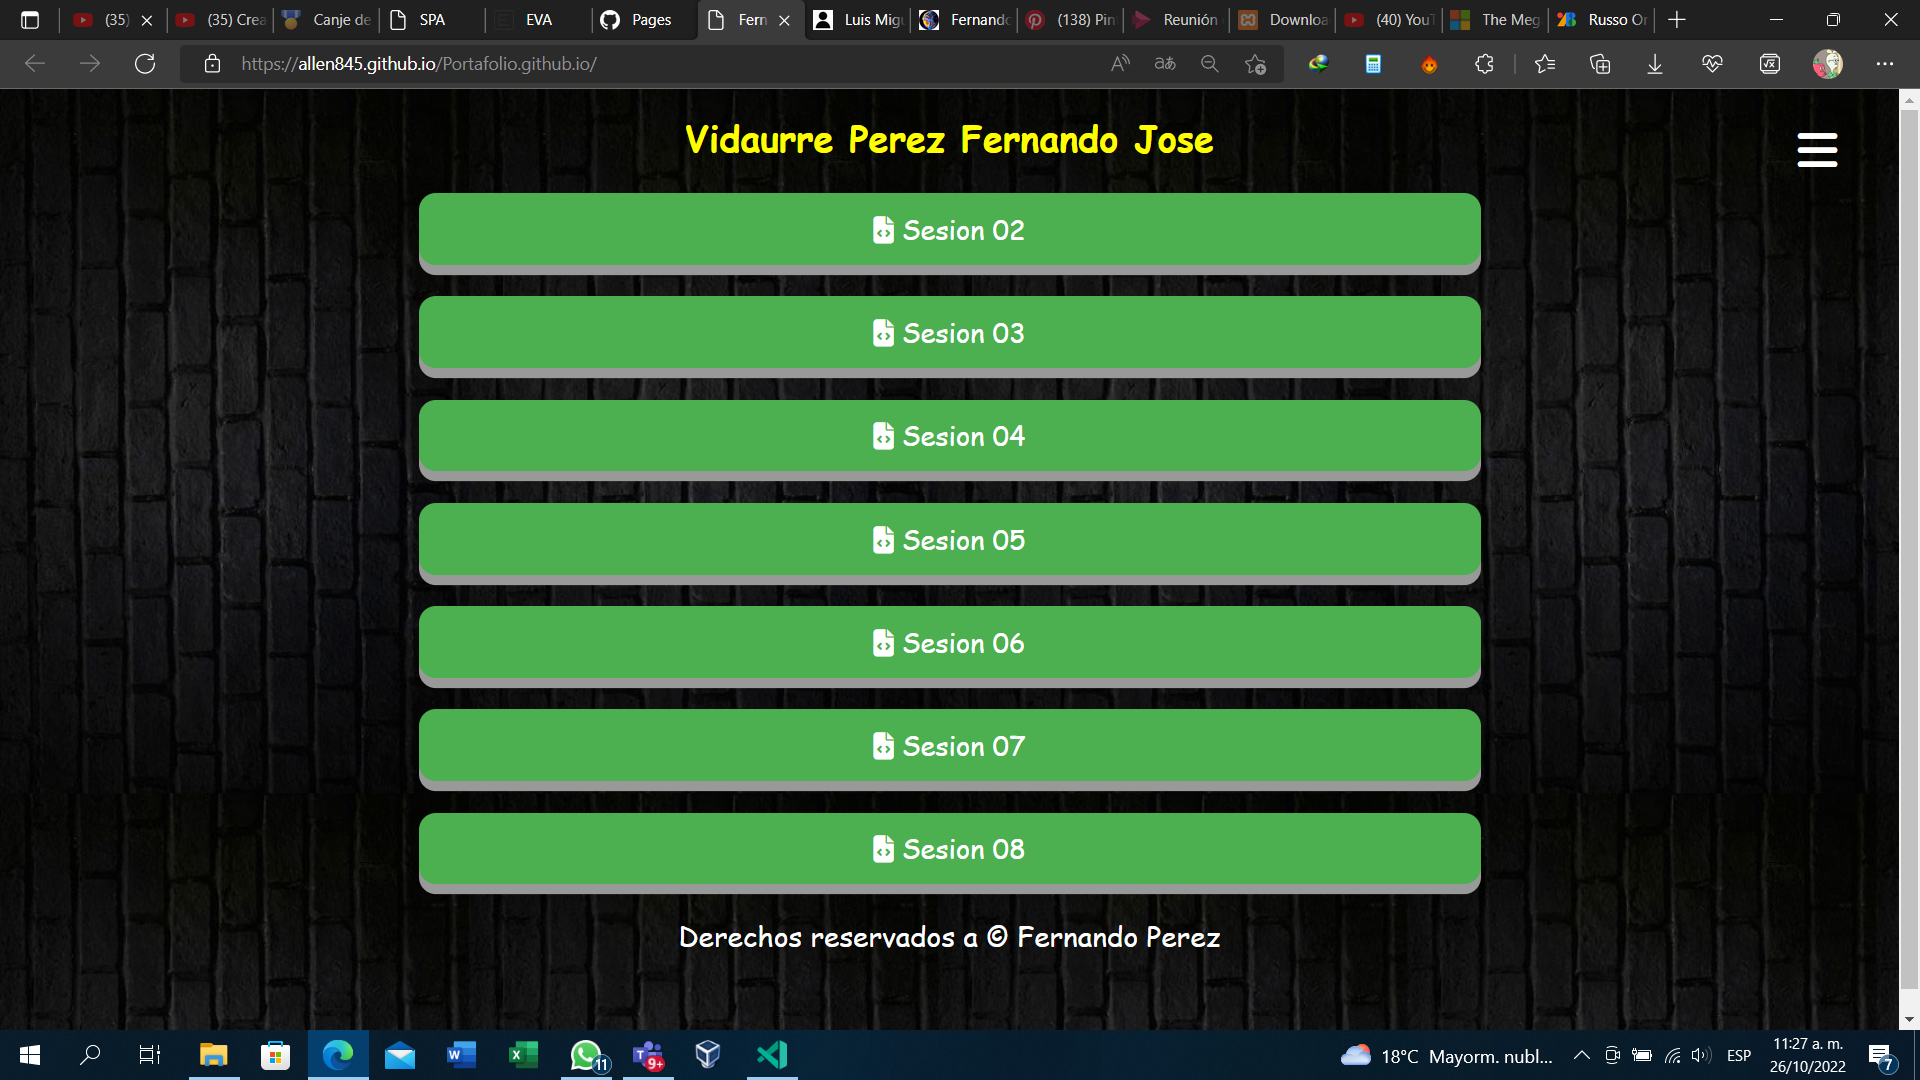 (35)
(35) Crea
Canje de
SPA
EVA
Pages
Fern
Luis Migu
Fernando
(138) Pin
Reunión
Downloa
(40) YouT
The Meg
Russo On
https://allen845.github.io/Portafolio.github.io/
Vidaurre Perez Fernando Jose
Sesion 02
Sesion 03
Sesion 04
Sesion 05
Sesion 06
Sesion 07
Sesion 08
Derechos reservados a © Fernando Perez
11
9+
18°C Mayorm. nubl...
ESP
11:27 a. m.
26/10/2022
7